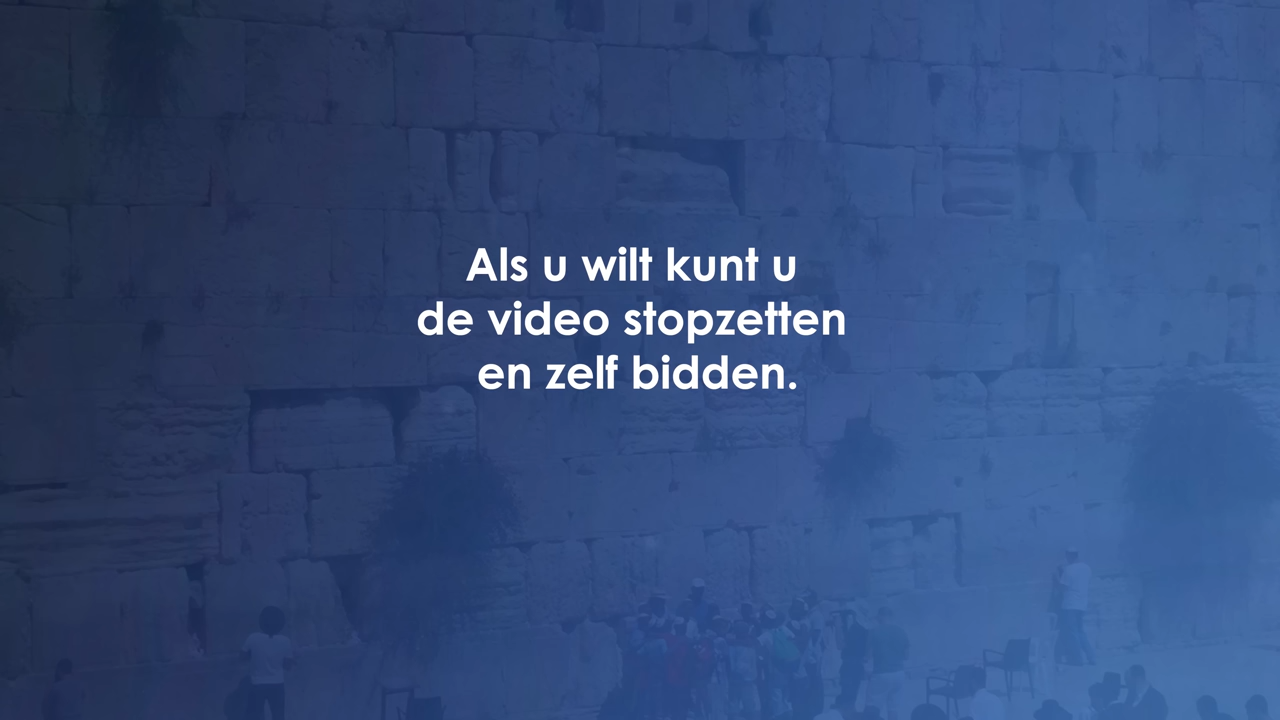 Als u wilt kunt u
de video stopzetten
en zelf bidden.